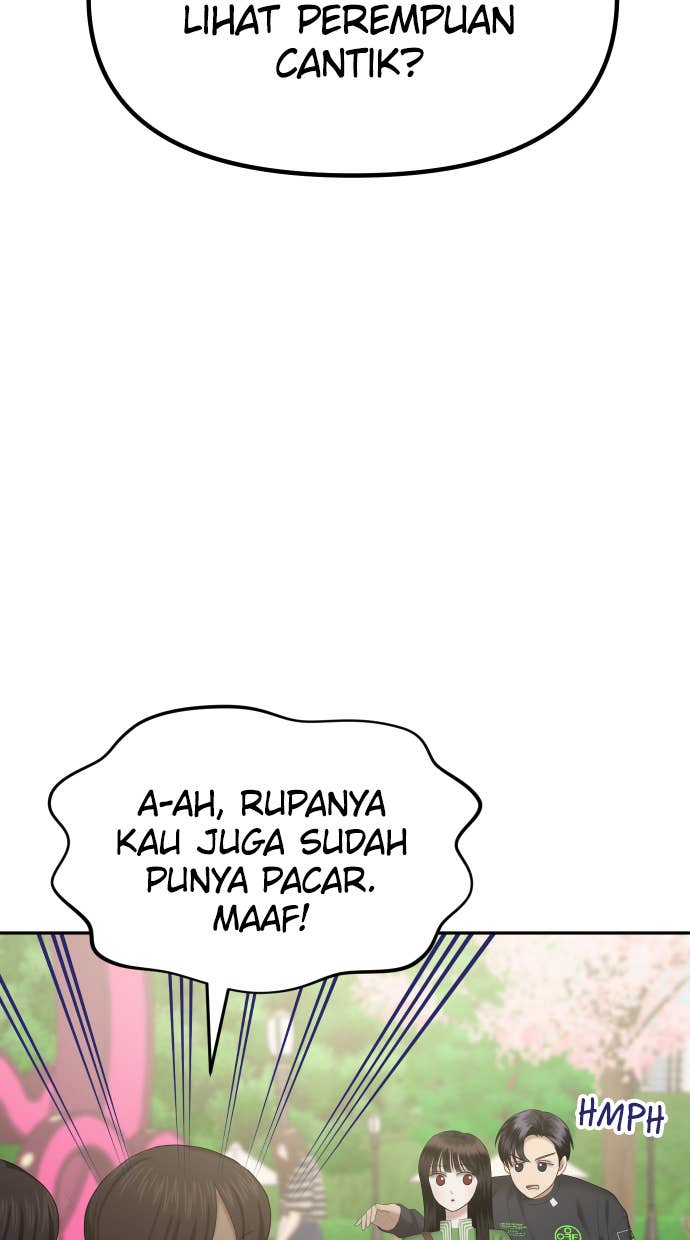 LIHAT PEREMPUAN
CANTIK?
A-AH, RUPANYA
KAU JUGA SUDAH
PUNYA PACAR.
MAAF!
HMPH